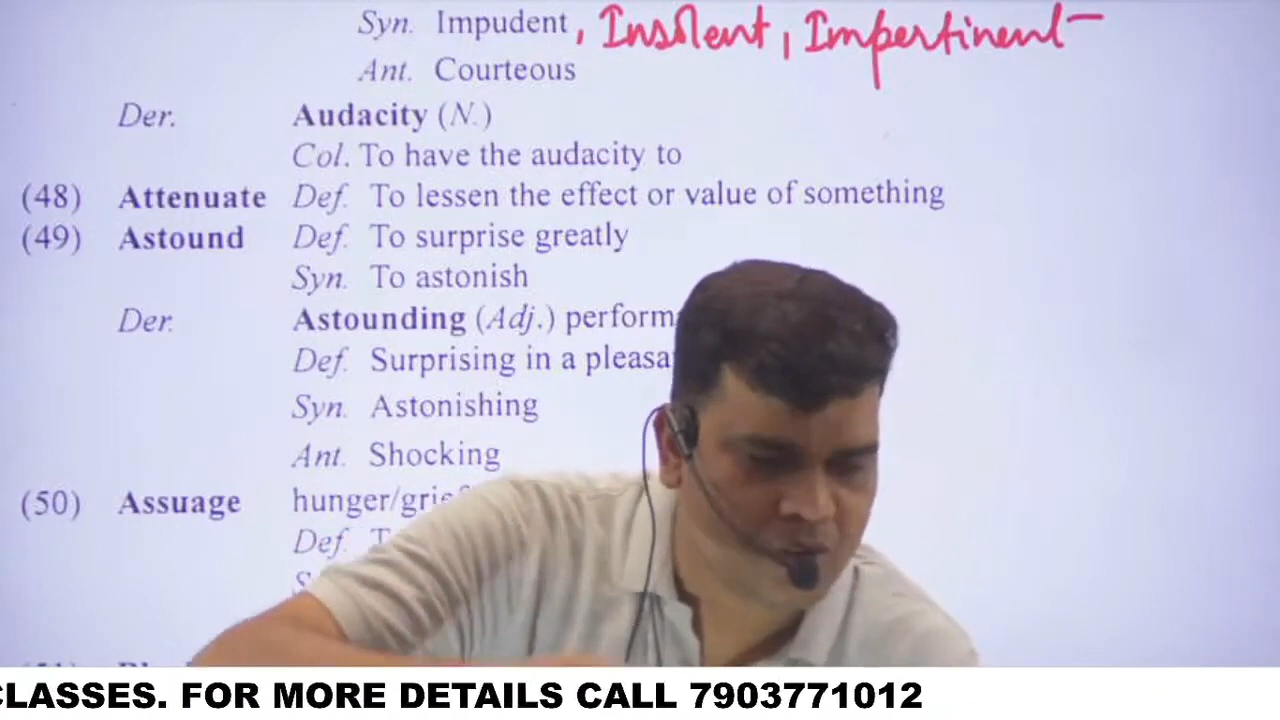 Syn. Impudent, Insolent, Impertinent
Ant. Courteous
Der. Audacity (N.)
Col. To have the audacity to
(48) Attenuate Def. To lessen the effect or value of something
(49) Astound Def. To surprise greatly
Syn. To astonish
Der. Astounding (Adj.) perform
Def. Surprising in a pleasa
Syn. Astonishing
Ant. Shocking
(50) Assuage hunger/grief
Def.
CLASSES. FOR MORE DETAILS CALL 7903771012